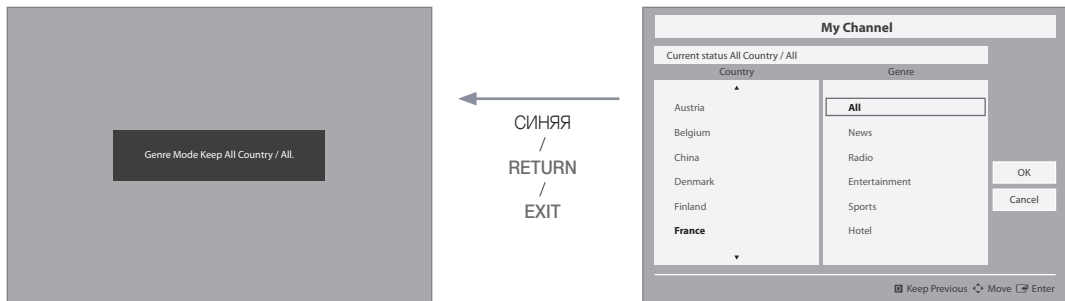 Genre Mode Keep All Country / All.
СИНЯЯ
/
RETURN
/
EXIT
My Channel
Current status All Country / All
Country
Genre
Austria
All
Belgium
News
China
Radio
Denmark
Entertainment
Finland
Sports
France
Hotel
OK
Cancel
D Keep Previous Move Enter